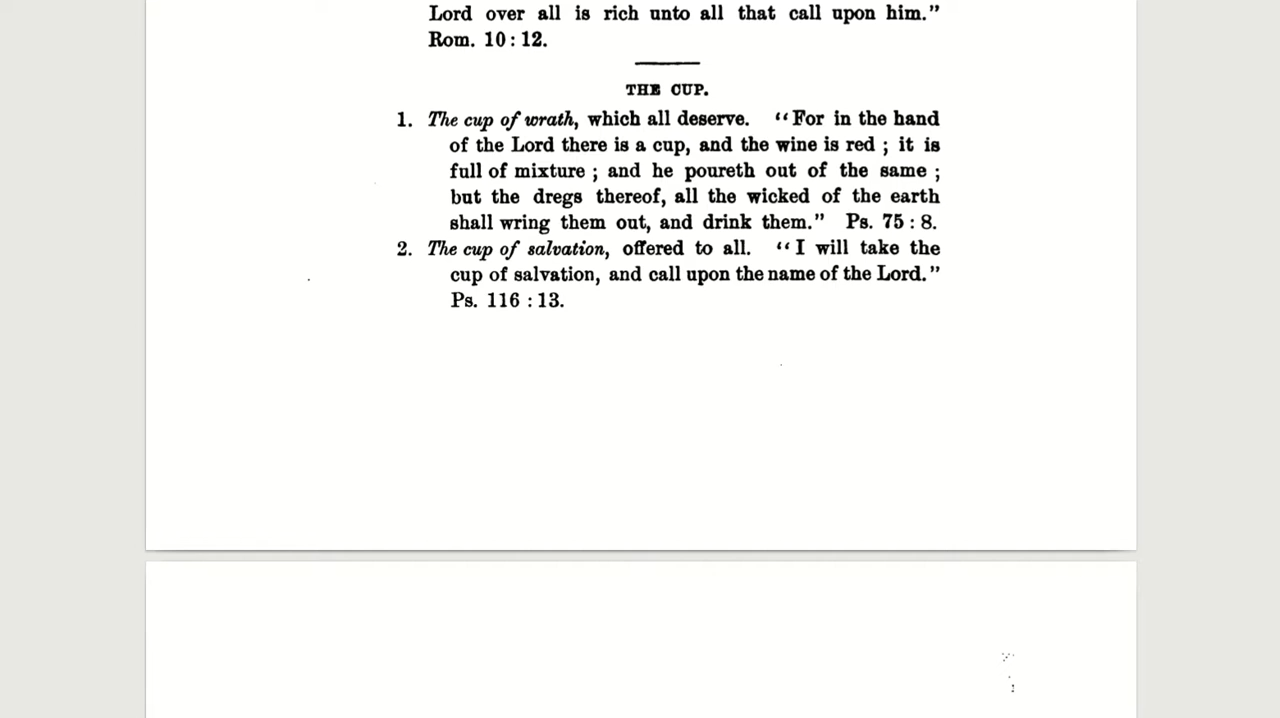 Lord over all is rich unto all that call upon him."
Rom. 10 : 12.
THE CUP.
1. The cup of wrath, which all deserve. "For in the hand
of the Lord there is a cup, and the wine is red ; it is
full of mixture ; and he poureth out of the same ;
but the dregs thereof, all the wicked of the earth
shall wring them out, and drink them." Ps. 75 : 8.
2. The cup of salvation, offered to all. "I will take the
cup of salvation, and call upon the name of the Lord."
Ps. 116 : 13.